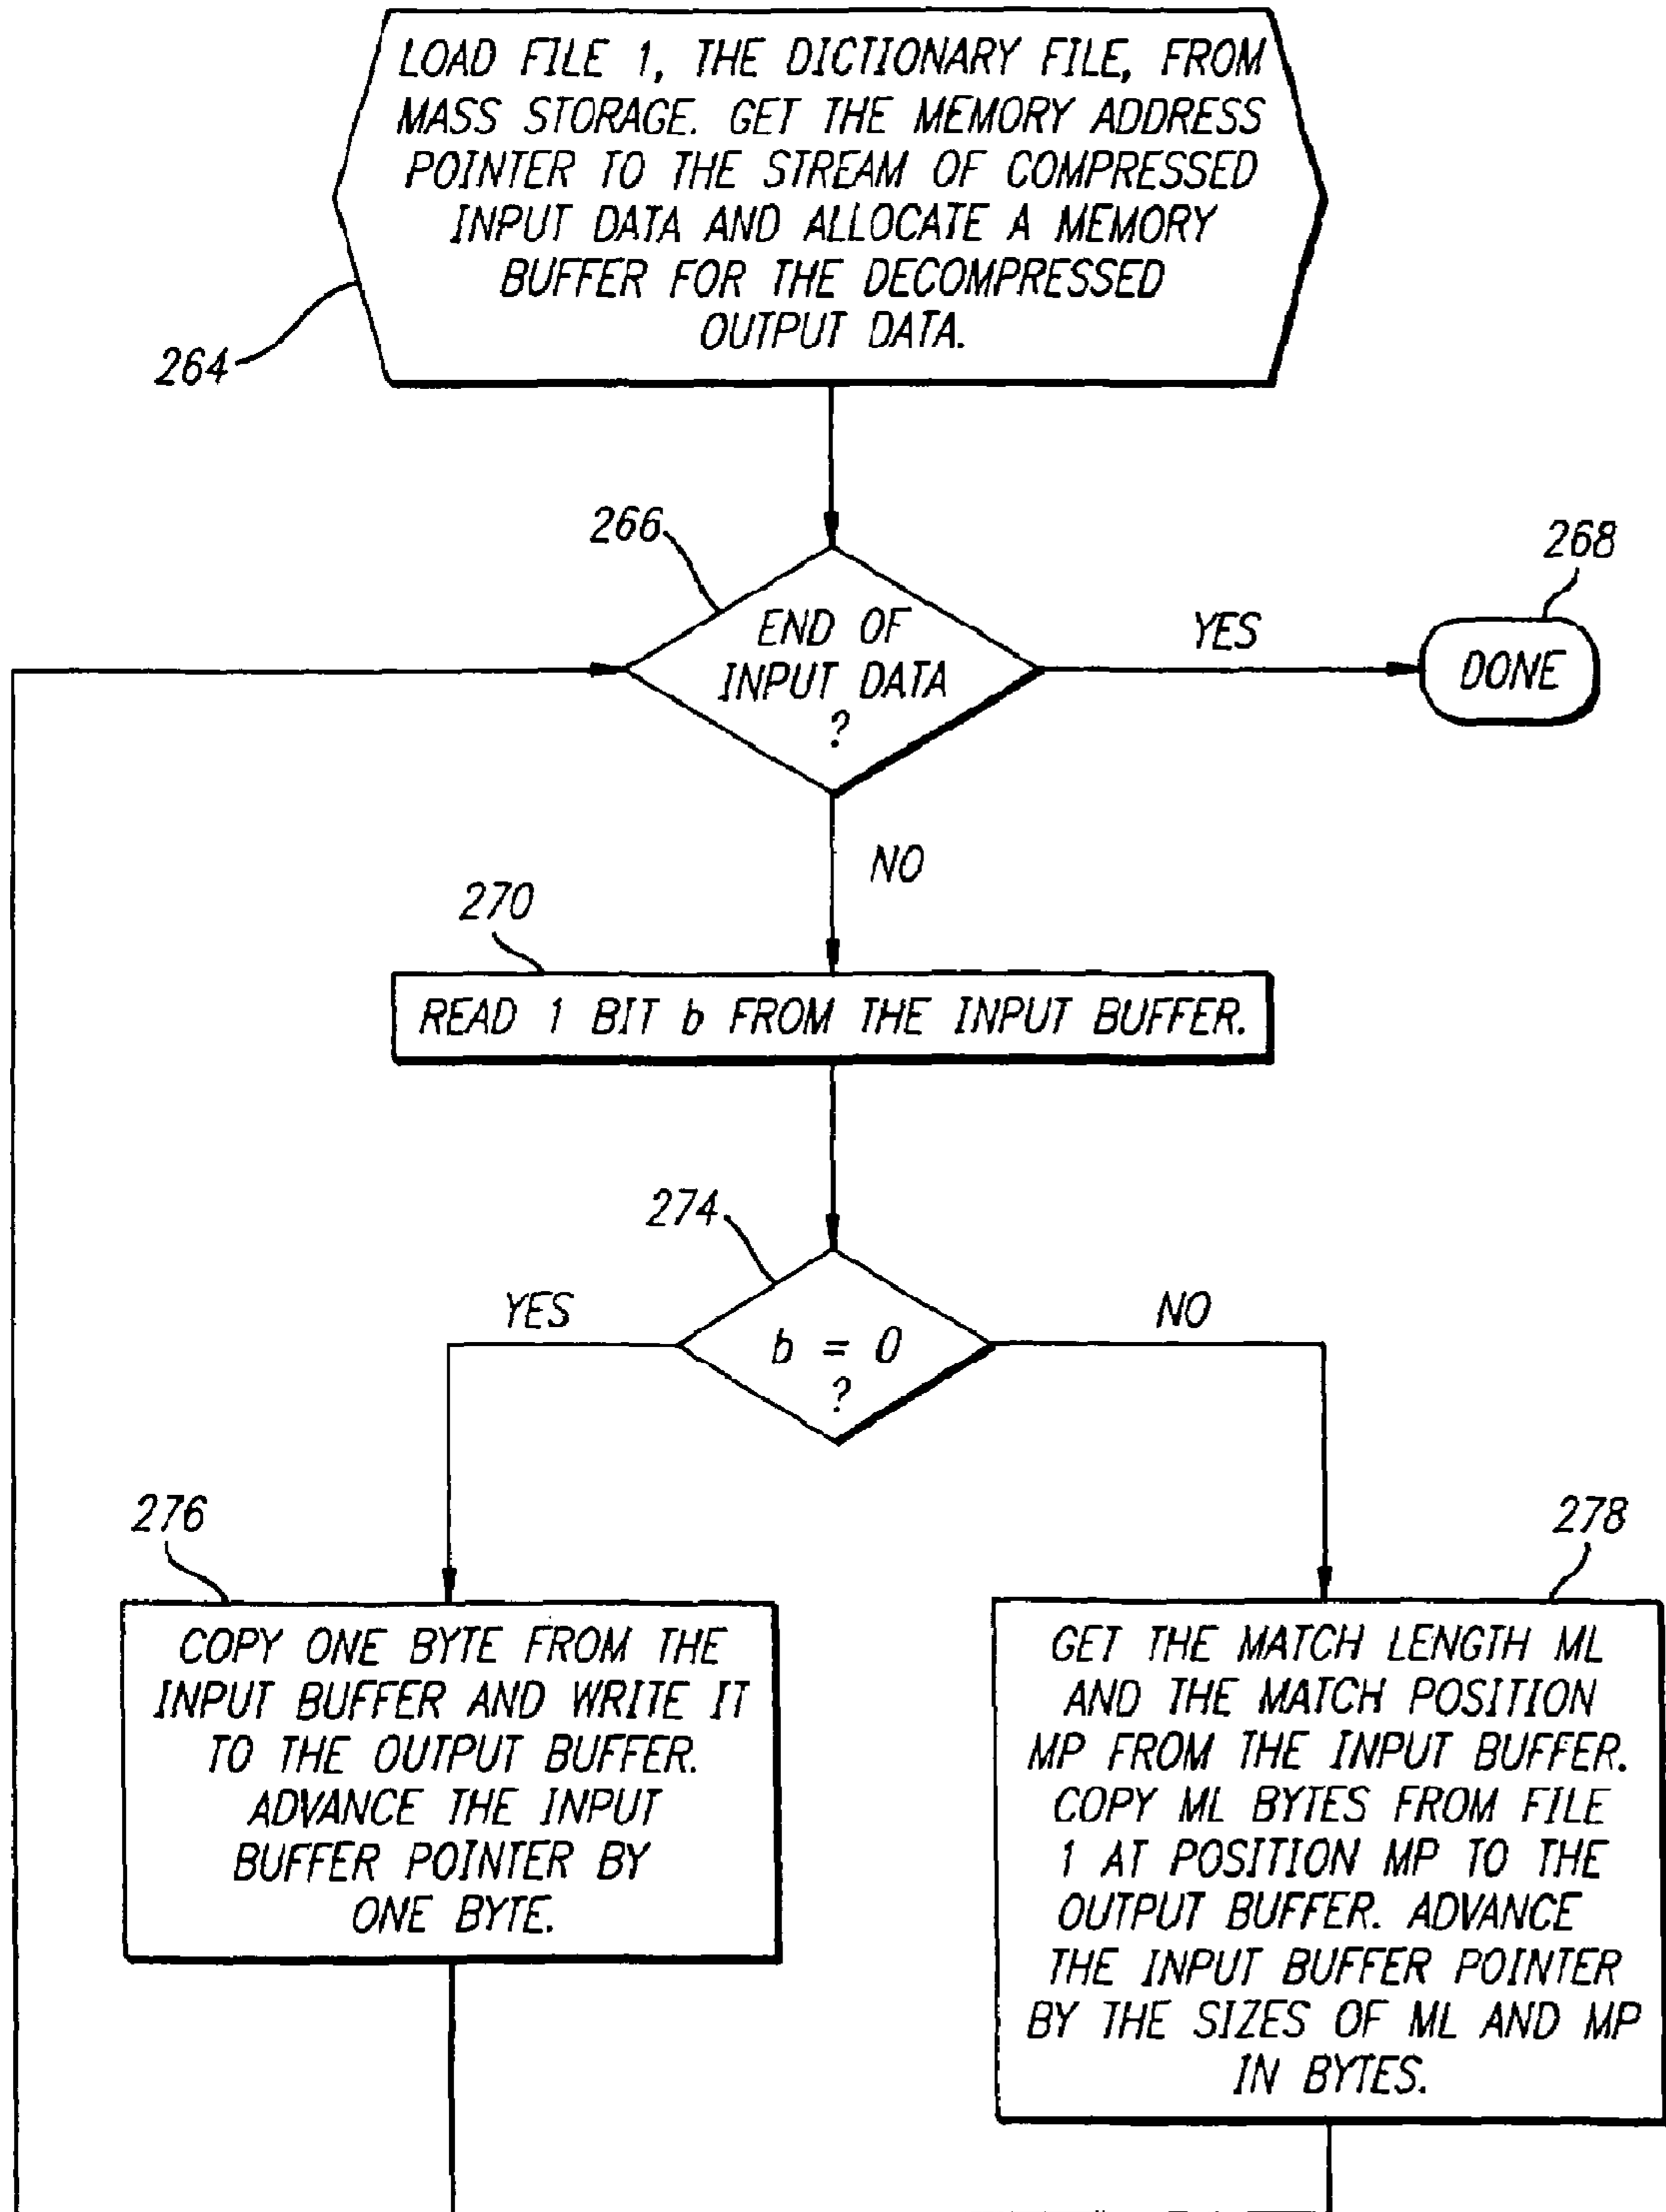 LOAD FILE 1, THE DICTIONARY FILE, FROM
MASS STORAGE. GET THE MEMORY ADDRESS
POINTER TO THE STREAM OF COMPRESSED
INPUT DATA AND ALLOCATE A MEMORY
BUFFER FOR THE DECOMPRESSED
OUTPUT DATA.
264
266
268
END OF
INPUT DATA
?
YES
DONE
NO
270
READ 1 BIT b FROM THE INPUT BUFFER.
274
YES
b = 0
?
NO
276
COPY ONE BYTE FROM THE
INPUT BUFFER AND WRITE IT
TO THE OUTPUT BUFFER.
ADVANCE THE INPUT
BUFFER POINTER BY
ONE BYTE.
278
GET THE MATCH LENGTH ML
AND THE MATCH POSITION
MP FROM THE INPUT BUFFER.
COPY ML BYTES FROM FILE
1 AT POSITION MP TO THE
OUTPUT BUFFER. ADVANCE
THE INPUT BUFFER POINTER
BY THE SIZES OF ML AND MP
IN BYTES.